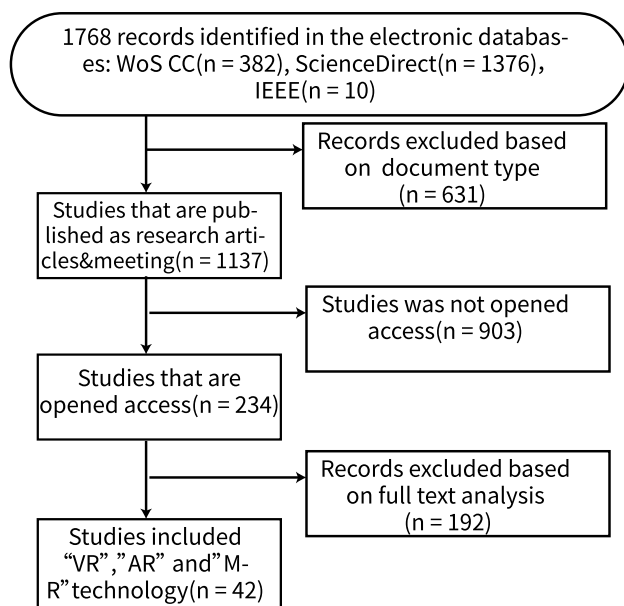 1768 records identified in the electronic databas-
es: WoS CC(n = 382), ScienceDirect(n = 1376),
IEEE(n = 10)
Records excluded based
on document type
(n = 631)
Studies that are pub-
lished as research arti-
cles&meeting(n = 1137)
Studies was not opened
access(n = 903)
Studies that are
opened access(n = 234)
Records excluded based
on full text analysis
(n = 192)
Studies included
“VR”,”AR” and”M-
R”technology(n = 42)